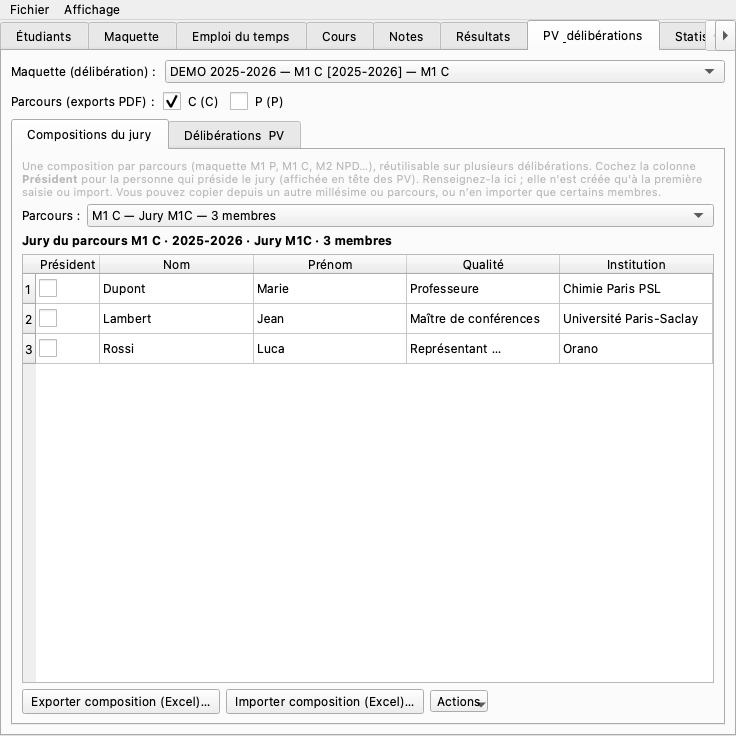 Fichier Affichage
Étudiants Maquette Emploi du temps Cours Notes Résultats PV _délibérations Statis
Maquette (délibération) : DEMO 2025-2026 — M1 C [2025-2026] — M1 C
Parcours (exports PDF) : C (C) P (P)
Compositions du jury Délibérations PV
Une composition par parcours (maquette M1 P, M1 C, M2 NPD…), réutilisable sur plusieurs délibérations. Cochez la colonne
Président pour la personne qui préside le jury (affichée en tête des PV). Renseignez-la ici ; elle n'est créée qu'à la première
saisie ou import. Vous pouvez copier depuis un autre millésime ou parcours, ou n'en importer que certains membres.
Parcours : M1 C — Jury M1C — 3 membres
Jury du parcours M1 C · 2025-2026 · Jury M1C · 3 membres
Président Nom Prénom Qualité Institution
1 Dupont Marie Professeure Chimie Paris PSL
2 Lambert Jean Maître de conférences Université Paris-Saclay
3 Rossi Luca Représentant ... Orano
Exporter composition (Excel)... Importer composition (Excel)... Actions